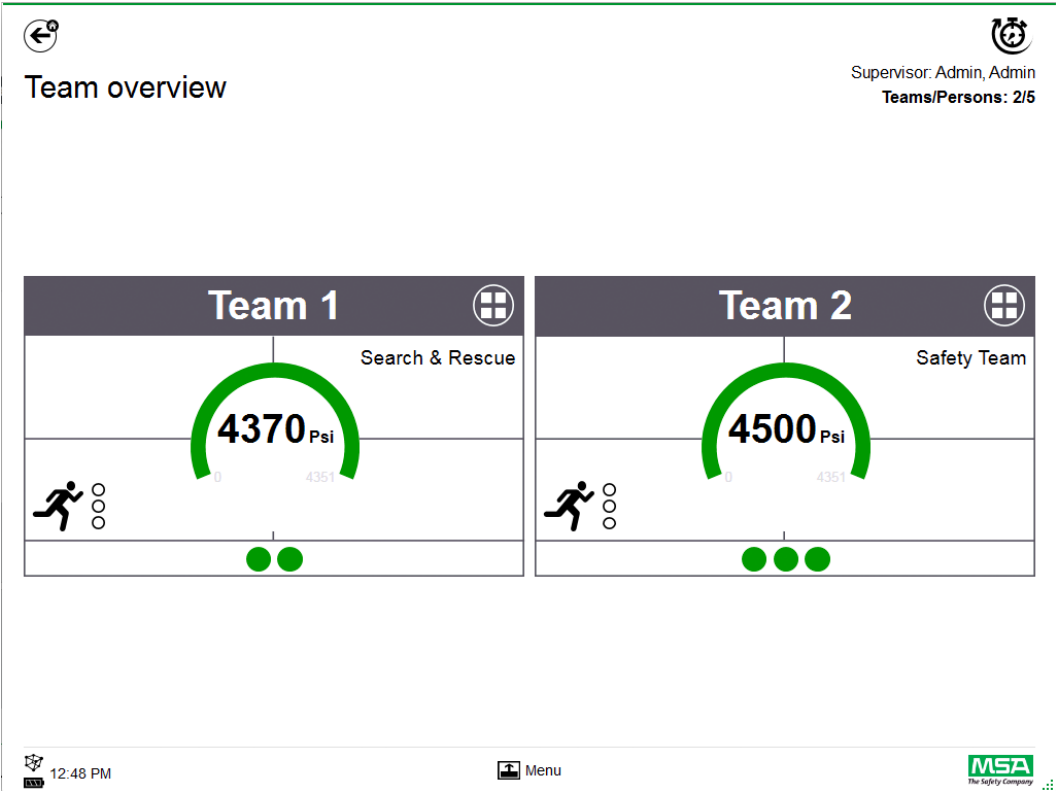 Team overview
Supervisor: Admin, Admin
Teams/Persons: 2/5
Team 1
Search & Rescue
4370 Psi
0 4351
Team 2
Safety Team
4500 Psi
0 4351
12:48 PM
Menu
MSA
The Safety Company